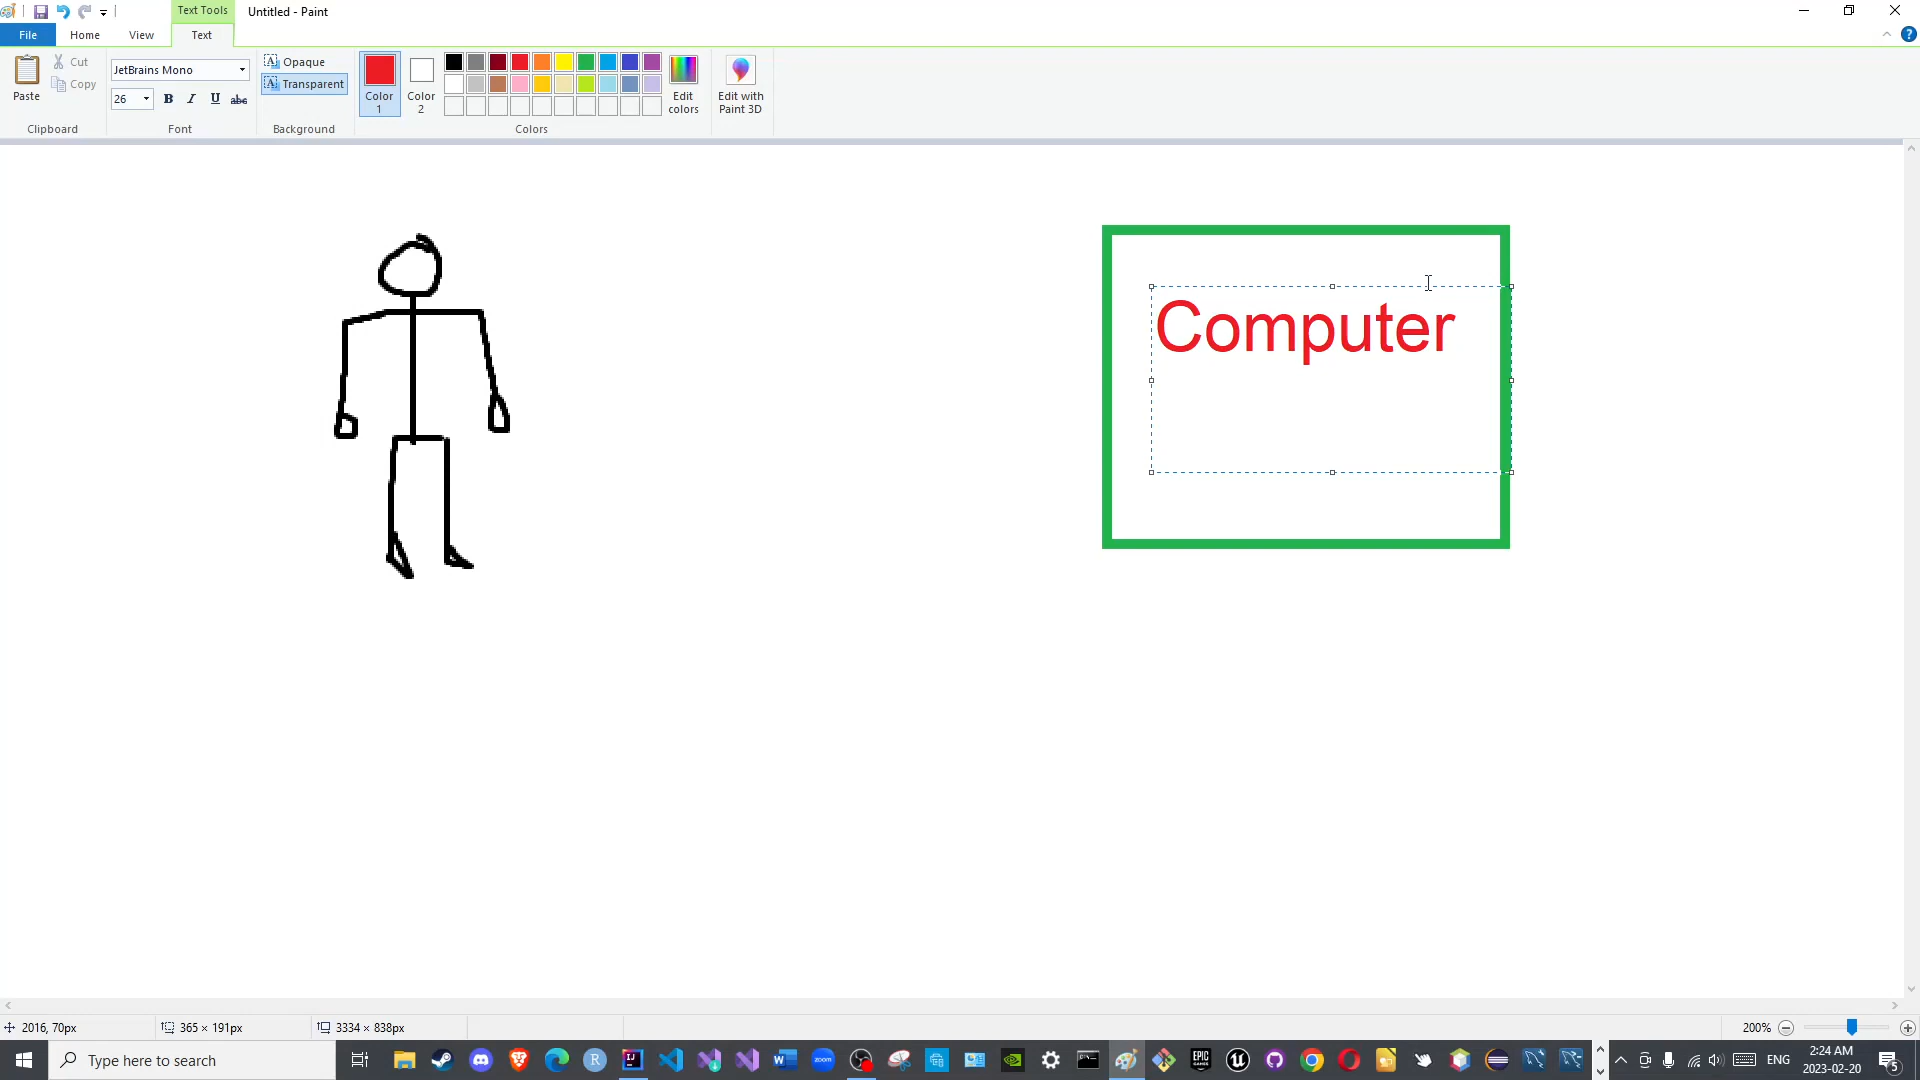 Text Tools
Untitled - Paint
File
Home
View
Text
Paste
Cut
Copy
Clipboard
JetBrains Mono
26
B
I
U
abc
Font
A
Opaque
A
Transparent
Background
Color
1
Color
2
Edit
colors
Colors
Edit with
Paint 3D
Computer
2016, 70px
365 × 191px
3334 × 838px
200%
Type here to search
ENG
2:24 AM
2023-02-20
5